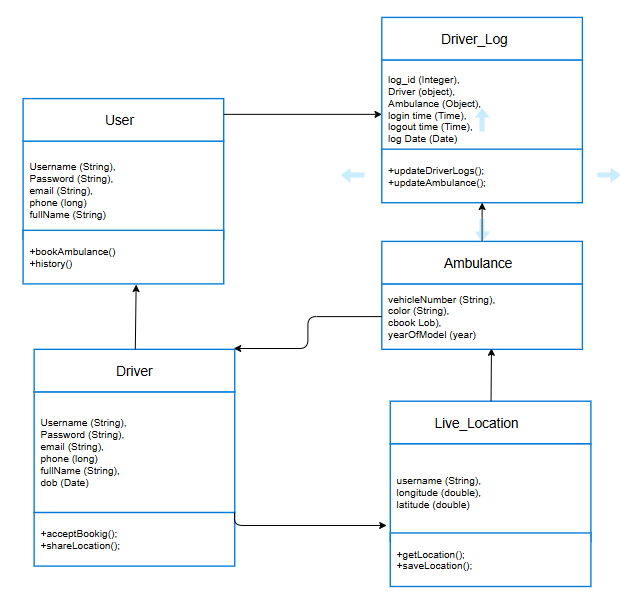 Driver_Log
log_id (Integer),
Driver (object),
Ambulance (Object),
login time (Time),
logout time (Time),
log Date (Date)
+updateDriverLogs();
+updateAmbulance();
User
Username (String),
Password (String),
email (String),
phone (long)
fullName (String)
+bookAmbulance()
+history()
Ambulance
vehicleNumber (String),
color (String),
cbook Lob),
yearOfModel (year)
Driver
Username (String),
Password (String),
email (String),
phone (long)
fullName (String),
dob (Date)
+acceptBookig();
+shareLocation();
Live_Location
username (String),
longitude (double),
latitude (double)
+getLocation();
+saveLocation();